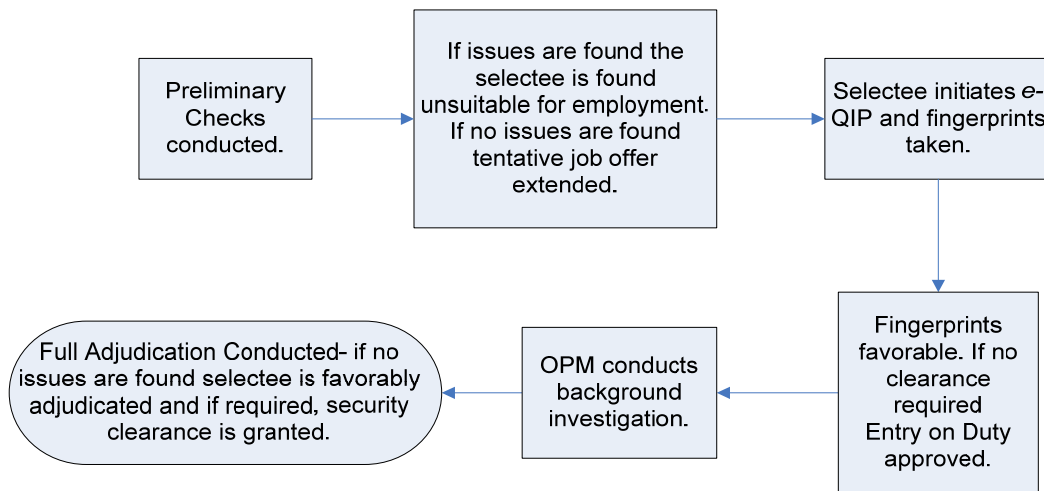 Preliminary
Checks
conducted.
If issues are found the
selectee is found
unsuitable for employment.
If no issues are found
tentative job offer
extended.
Selectee initiates e-
QIP and fingerprints
taken.
Fingerprints
favorable. If no
clearance
required
Entry on Duty
approved.
OPM conducts
background
investigation.
Full Adjudication Conducted- if no
issues are found selectee is favorably
adjudicated and if required, security
clearance is granted.